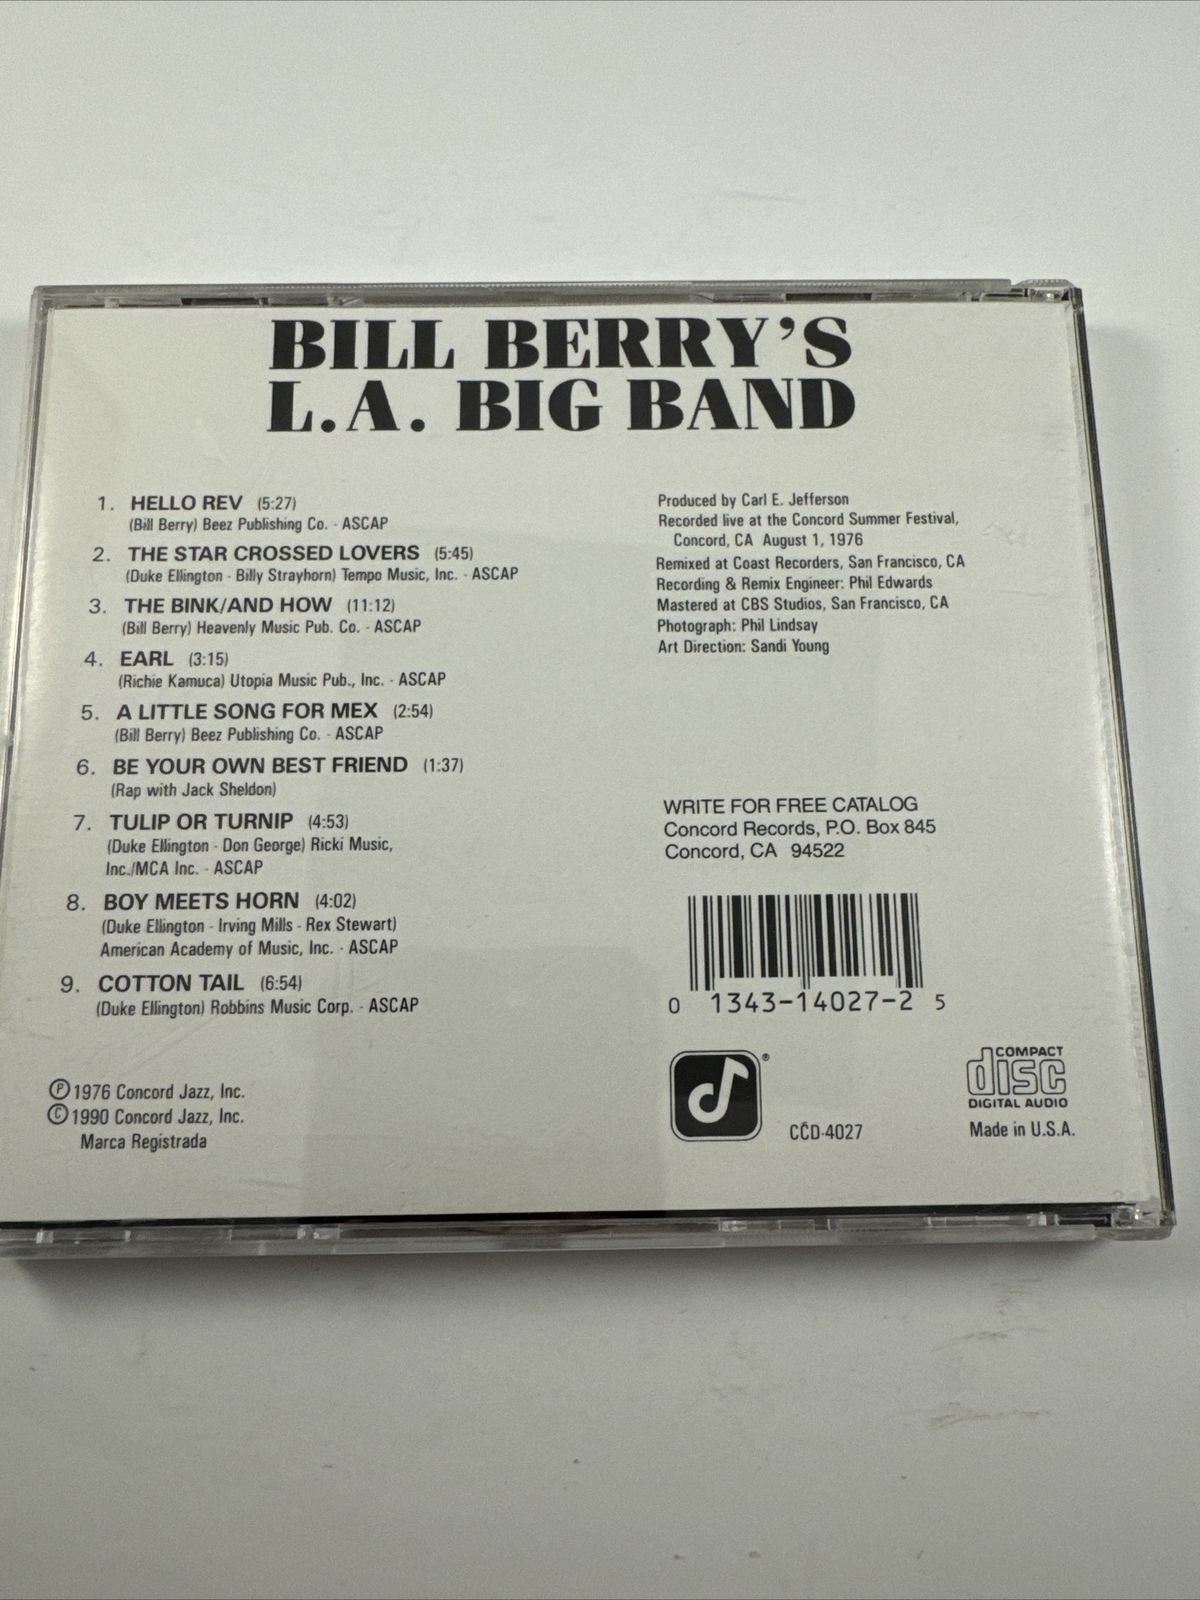 BILL BERRY'S
L.A. BIG BAND
1. HELLO REV (5:27)
(Bill Berry) Beez Publishing Co. - ASCAP
2. THE STAR CROSSED LOVERS (5:45)
(Duke Ellington - Billy Strayhorn) Tempo Music, Inc. - ASCAP
3. THE BINK/AND HOW (11:12)
(Bill Berry) Heavenly Music Pub. Co. - ASCAP
4. EARL (3:15)
(Richie Kamuca) Utopia Music Pub., Inc. - ASCAP
5. A LITTLE SONG FOR MEX (2:54)
(Bill Berry) Beez Publishing Co. - ASCAP
6. BE YOUR OWN BEST FRIEND (1:37)
(Rap with Jack Sheldon)
7. TULIP OR TURNIP (4:53)
(Duke Ellington - Don George) Ricki Music,
Inc./MCA Inc. - ASCAP
8. BOY MEETS HORN (4:02)
(Duke Ellington - Irving Mills - Rex Stewart)
American Academy of Music, Inc. - ASCAP
9. COTTON TAIL (6:54)
(Duke Ellington) Robbins Music Corp. - ASCAP
℗ 1976 Concord Jazz, Inc.
© 1990 Concord Jazz, Inc.
Marca Registrada
Produced by Carl E. Jefferson
Recorded live at the Concord Summer Festival,
Concord, CA August 1, 1976
Remixed at Coast Recorders, San Francisco, CA
Recording & Remix Engineer: Phil Edwards
Mastered at CBS Studios, San Francisco, CA
Photograph: Phil Lindsay
Art Direction: Sandi Young
WRITE FOR FREE CATALOG
Concord Records, P.O. Box 845
Concord, CA 94522
0 1343-14027-2 5
®
CCD-4027
COMPACT
disc
DIGITAL AUDIO
Made in U.S.A.